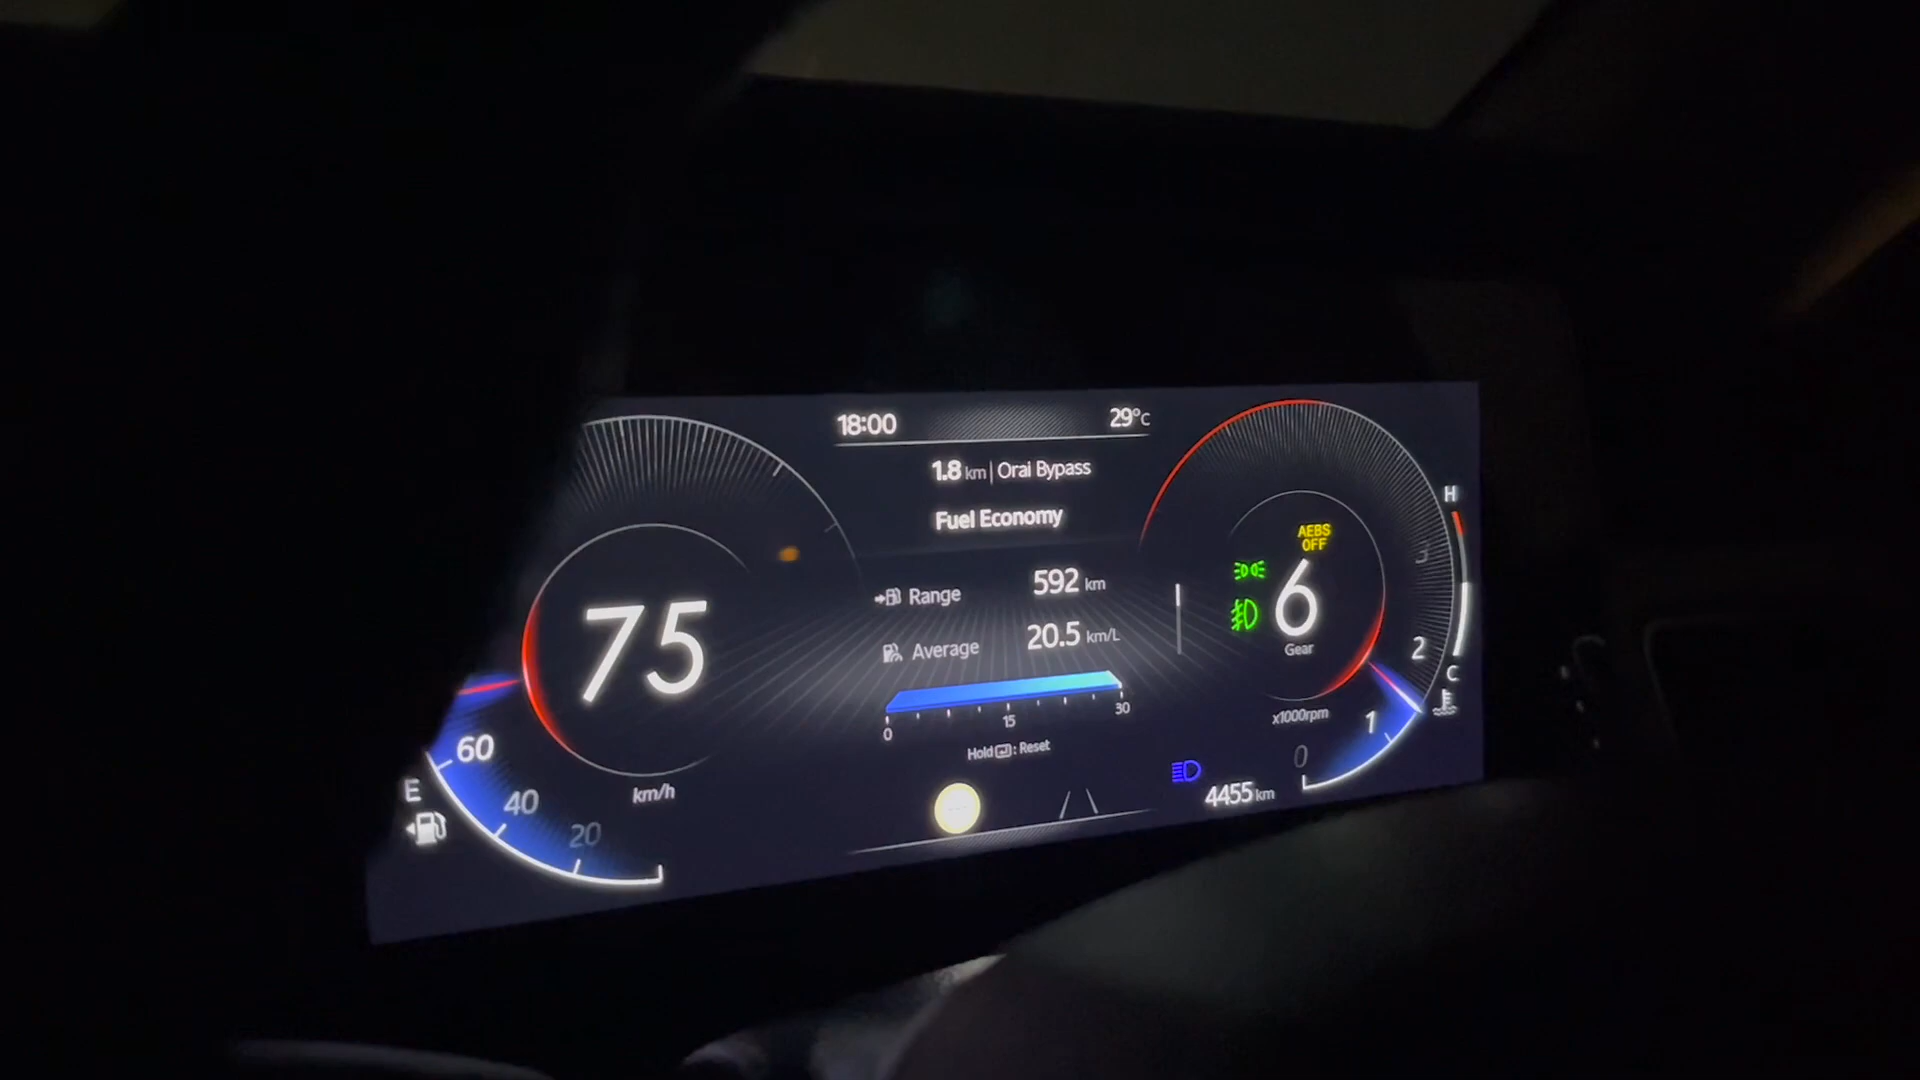 18:00
29°C
1.8 km | Orai Bypass
Fuel Economy
Range 592 km
Average 20.5 km/L
0 15 30
Hold : Reset
75
km/h
60
40
20
E
AEBS
OFF
6
Gear
x1000rpm
H
3
2
C
1
0
4455 km